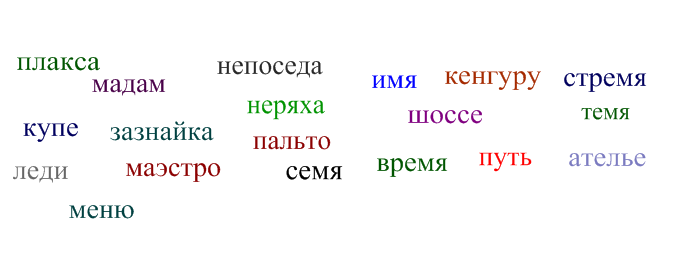 плакса
мадам
непоседа
имя
кенгуру
стремя
неряха
шоссе
темя
купе
зазнайка
пальто
леди
маэстро
семя
время
путь
ателье
меню